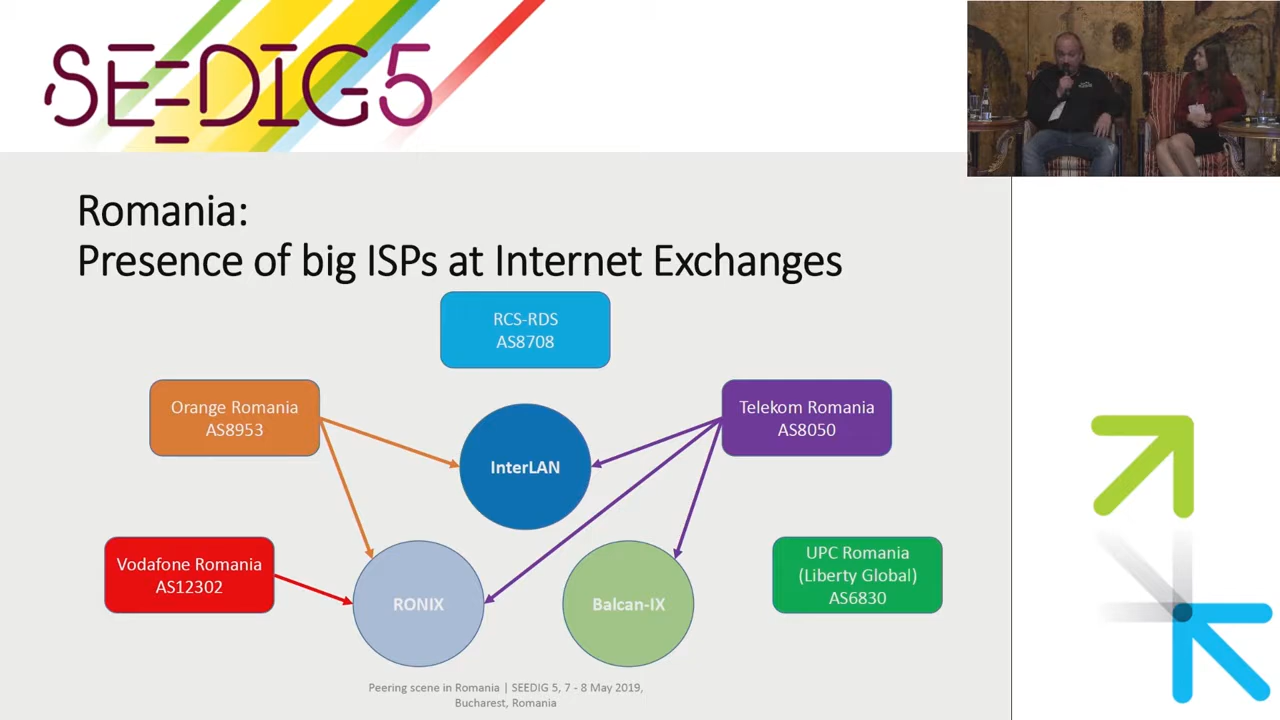 SEEDIG5
Romania:
Presence of big ISPs at Internet Exchanges
RCS-RDS
AS8708
Orange Romania
AS8953
Telekom Romania
AS8050
InterLAN
Vodafone Romania
AS12302
RONIX
Balcan-IX
UPC Romania
(Liberty Global)
AS6830
Peering scene in Romania | SEEDIG 5, 7 - 8 May 2019,
Bucharest, Romania